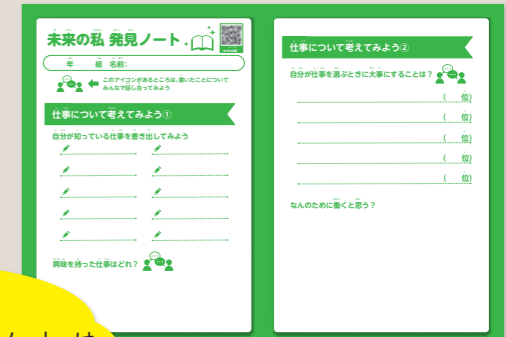 未来の私 発見ノート
年 組 名前:
このアイコンがあるところは、書いたことについて
みんなで話し合ってみよう
仕事について考えてみよう①
自分が知っている仕事を書き出してみよう
興味を持った仕事はどれ？
仕事について考えてみよう②
自分が仕事を選ぶときに大事にすることは？
( 位)
( 位)
( 位)
( 位)
( 位)
なんのために働くと思う？